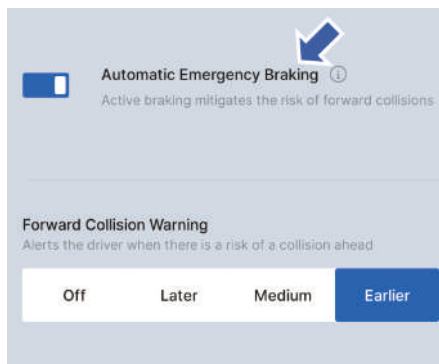 Automatic Emergency Braking
Active braking mitigates the risk of forward collisions
Forward Collision Warning
Alerts the driver when there is a risk of a collision ahead
Off Later Medium Earlier